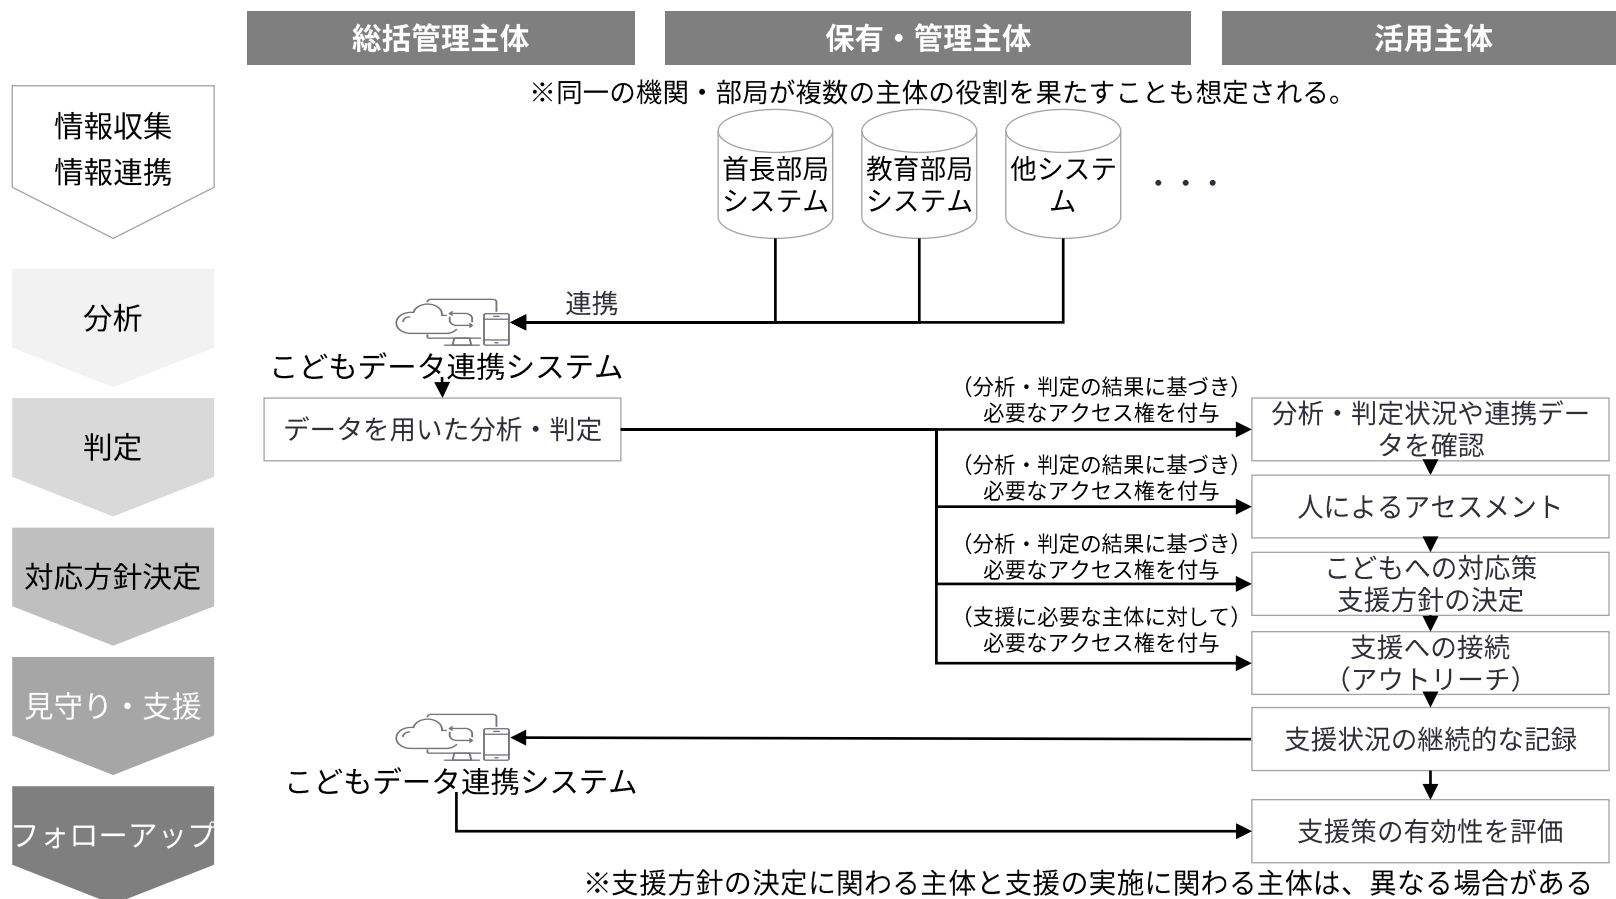 総括管理主体
保有・管理主体
活用主体
※同一の機関・部局が複数の主体の役割を果たすことも想定される。
情報収集
情報連携
首長部局
システム
教育部局
システム
他システ
ム
・・・
分析
連携
こどもデータ連携システム
判定
データを用いた分析・判定
（分析・判定の結果に基づき）
必要なアクセス権を付与
分析・判定状況や連携デー
タを確認
（分析・判定の結果に基づき）
必要なアクセス権を付与
人によるアセスメント
対応方針決定
（分析・判定の結果に基づき）
必要なアクセス権を付与
こどもへの対応策
支援方針の決定
（支援に必要な主体に対して）
必要なアクセス権を付与
支援への接続
（アウトリーチ）
見守り・支援
こどもデータ連携システム
支援状況の継続的な記録
フォローアップ
支援策の有効性を評価
※支援方針の決定に関わる主体と支援の実施に関わる主体は、異なる場合がある